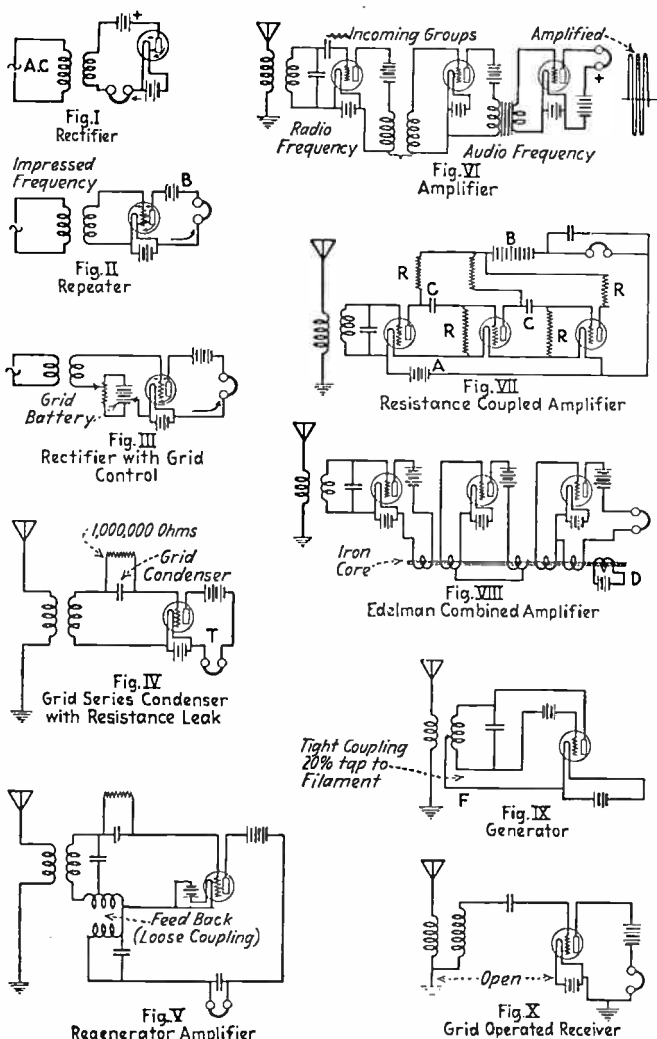 A.C
+
Fig. I
Rectifier
Impressed
Frequency
B
Fig. II
Repeater
Grid
Battery
Fig. III
Rectifier with Grid
Control
1,000,000 Ohms
Grid
Condenser
T
Fig. IV
Grid Series Condenser
with Resistance Leak
Feed Back
(Loose Coupling)
Fig. V
Regenerator Amplifier
Incoming Groups
Amplified
+
Radio
Frequency
Audio Frequency
Fig. VI
Amplifier
B
R
C
R
R
C
R
A
Fig. VII
Resistance Coupled Amplifier
Iron
Core
D
Fig. VIII
Edelman Combined Amplifier
Tight Coupling
20% tap to
Filament
F
Fig. IX
Generator
Open
Fig. X
Grid Operated Receiver